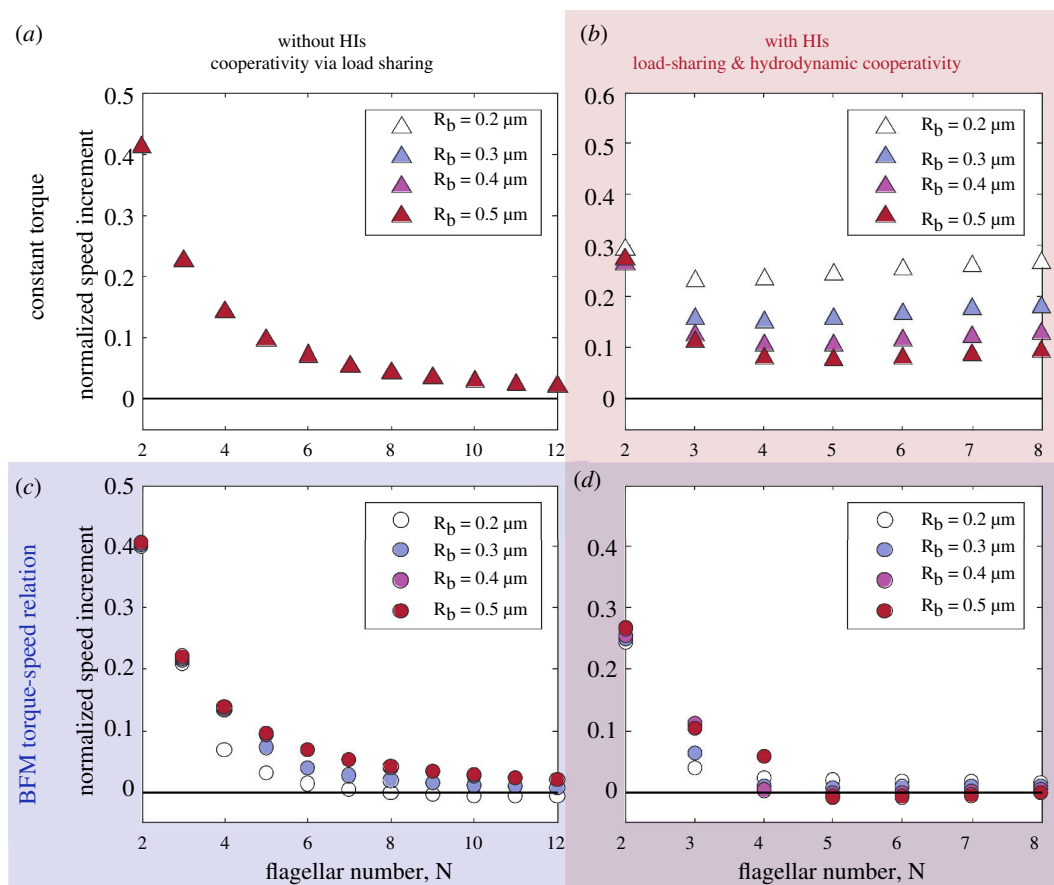 (a)
without HIs
cooperativity via load sharing
constant torque
normalized speed increment
0.5
0.4
0.3
0.2
0.1
0
2
4
6
8
10
12
R_b = 0.2 µm
R_b = 0.3 µm
R_b = 0.4 µm
R_b = 0.5 µm
(b)
with HIs
load-sharing & hydrodynamic cooperativity
0.6
0.5
0.4
0.3
0.2
0.1
0
2
3
4
5
6
7
8
R_b = 0.2 µm
R_b = 0.3 µm
R_b = 0.4 µm
R_b = 0.5 µm
(c)
BFM torque-speed relation
normalized speed increment
0.5
0.4
0.3
0.2
0.1
0
2
4
6
8
10
12
flagellar number, N
R_b = 0.2 µm
R_b = 0.3 µm
R_b = 0.4 µm
R_b = 0.5 µm
(d)
0.4
0.3
0.2
0.1
0
2
3
4
5
6
7
8
flagellar number, N
R_b = 0.2 µm
R_b = 0.3 µm
R_b = 0.4 µm
R_b = 0.5 µm